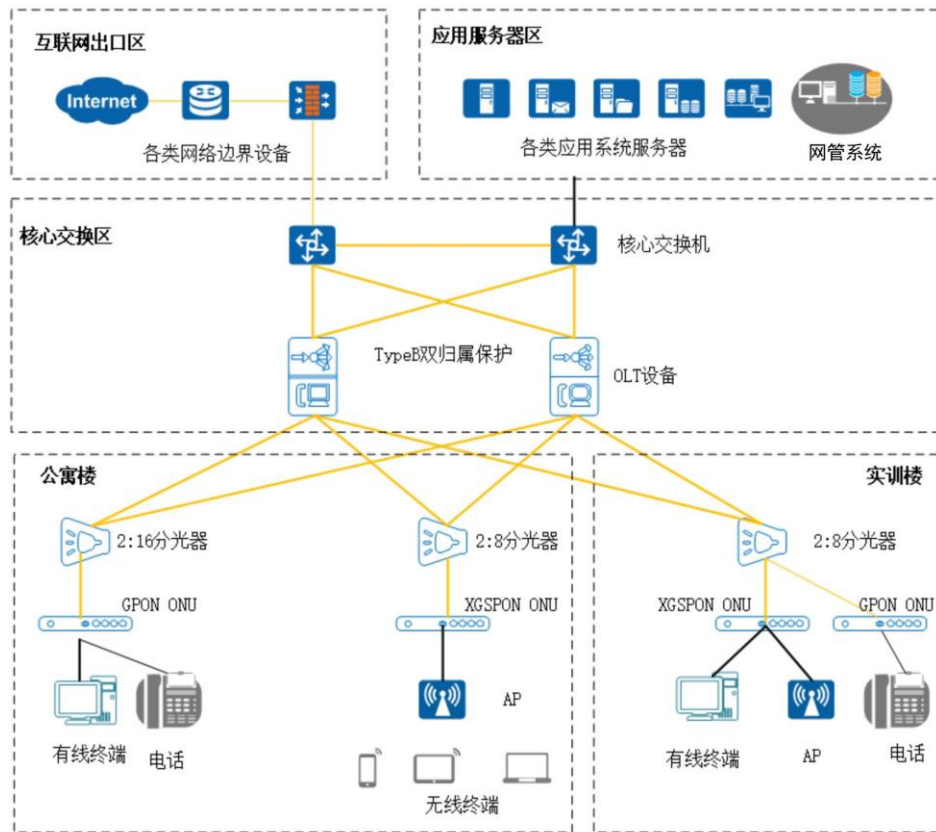 互联网出口区
Internet
各类网络边界设备
应用服务器区
各类应用系统服务器
网管系统
核心交换区
核心交换机
TypeB双归属保护
OLT设备
公寓楼
2:16分光器
2:8分光器
GPON ONU
XGSPON ONU
有线终端
电话
AP
无线终端
实训楼
2:8分光器
XGSPON ONU
GPON ONU
有线终端
AP
电话